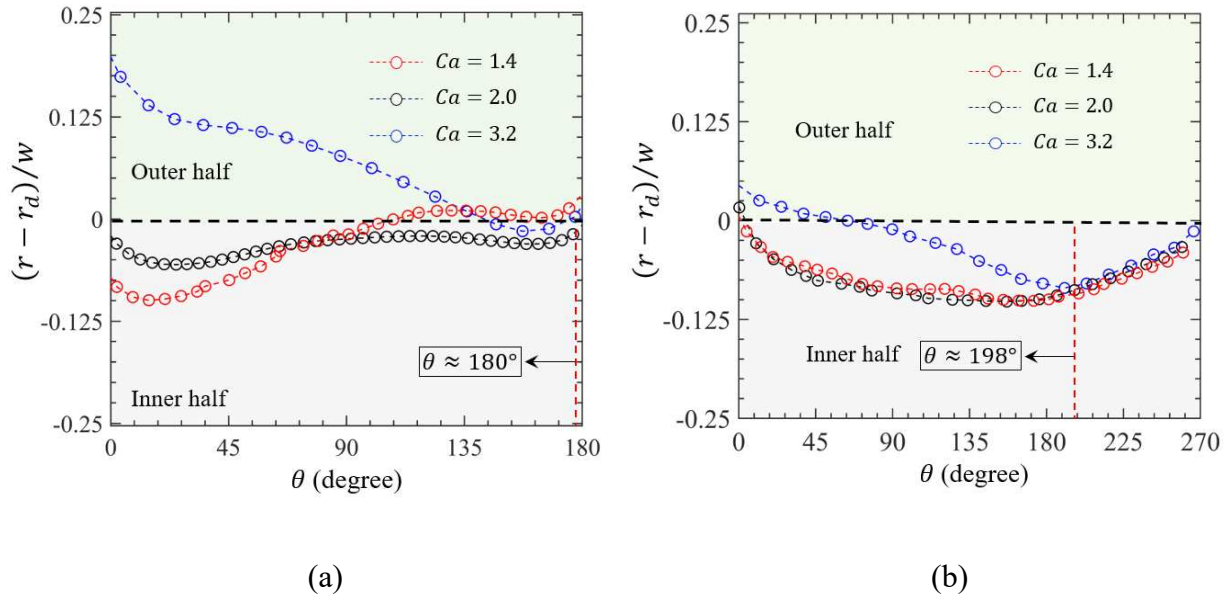 0.25
0.125
0
-0.125
-0.25
(r − r_d)/w
Ca = 1.4
Ca = 2.0
Ca = 3.2
Outer half
θ ≈ 180°
Inner half
0 45 90 135 180
θ (degree)
(a)
0.25
0.125
0
-0.125
-0.25
(r − r_d)/w
Ca = 1.4
Ca = 2.0
Ca = 3.2
Outer half
Inner half θ ≈ 198°
0 45 90 135 180 225 270
θ (degree)
(b)